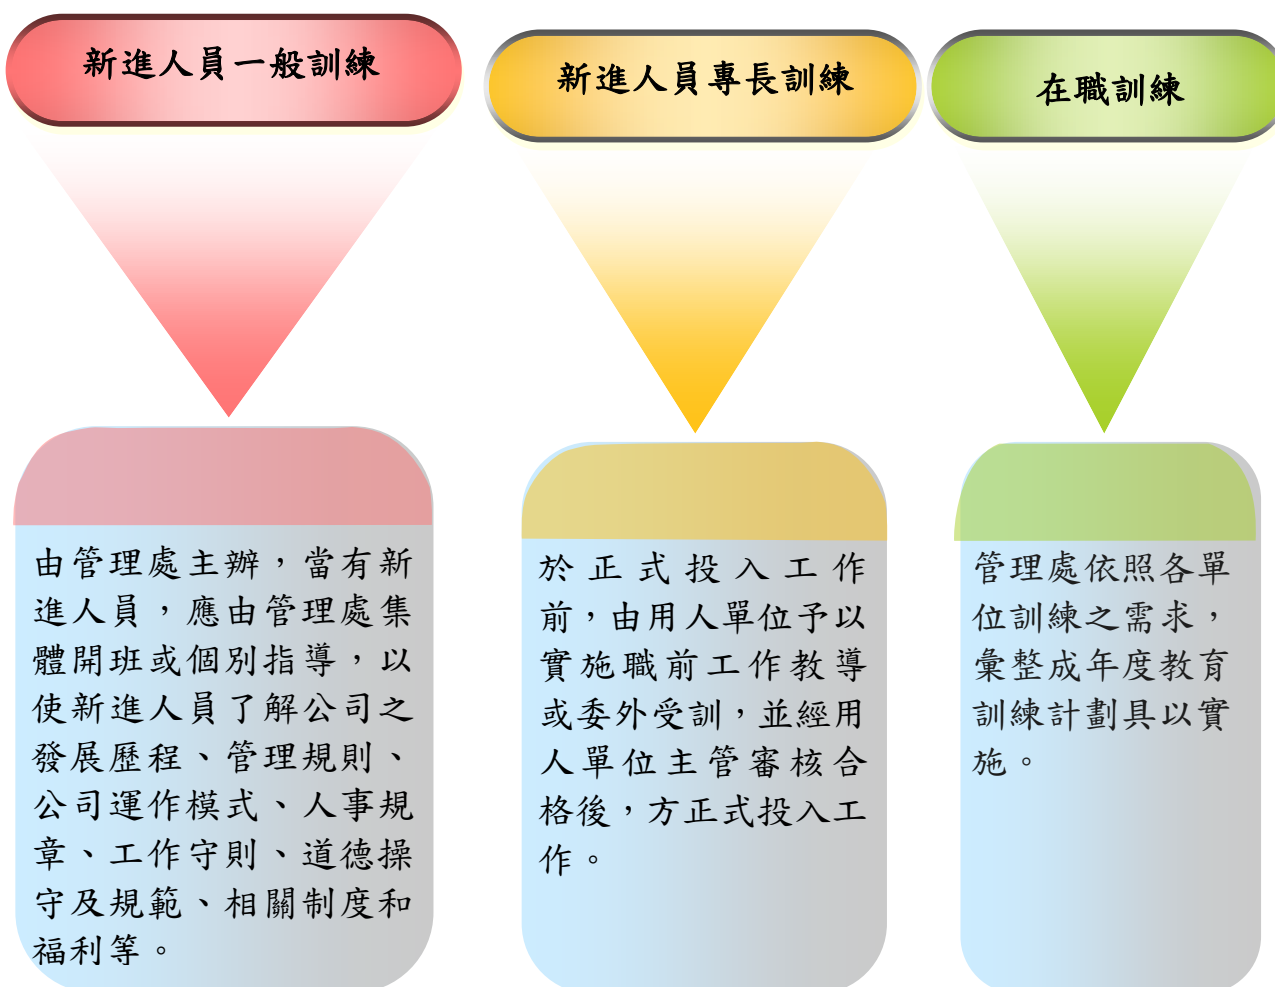 新進人員一般訓練
由管理處主辦，當有新
進人員，應由管理處集
體開班或個別指導，以
使新進人員了解公司之
發展歷程、管理規則、
公司運作模式、人事規
章、工作守則、道德操
守及規範、相關制度和
福利等。
新進人員專長訓練
於正式投入工作
前，由用人單位予以
實施職前工作教導
或委外受訓，並經用
人單位主管審核合
格後，方正式投入工
作。
在職訓練
管理處依照各單
位訓練之需求，
彙整成年度教育
訓練計劃具以實
施。